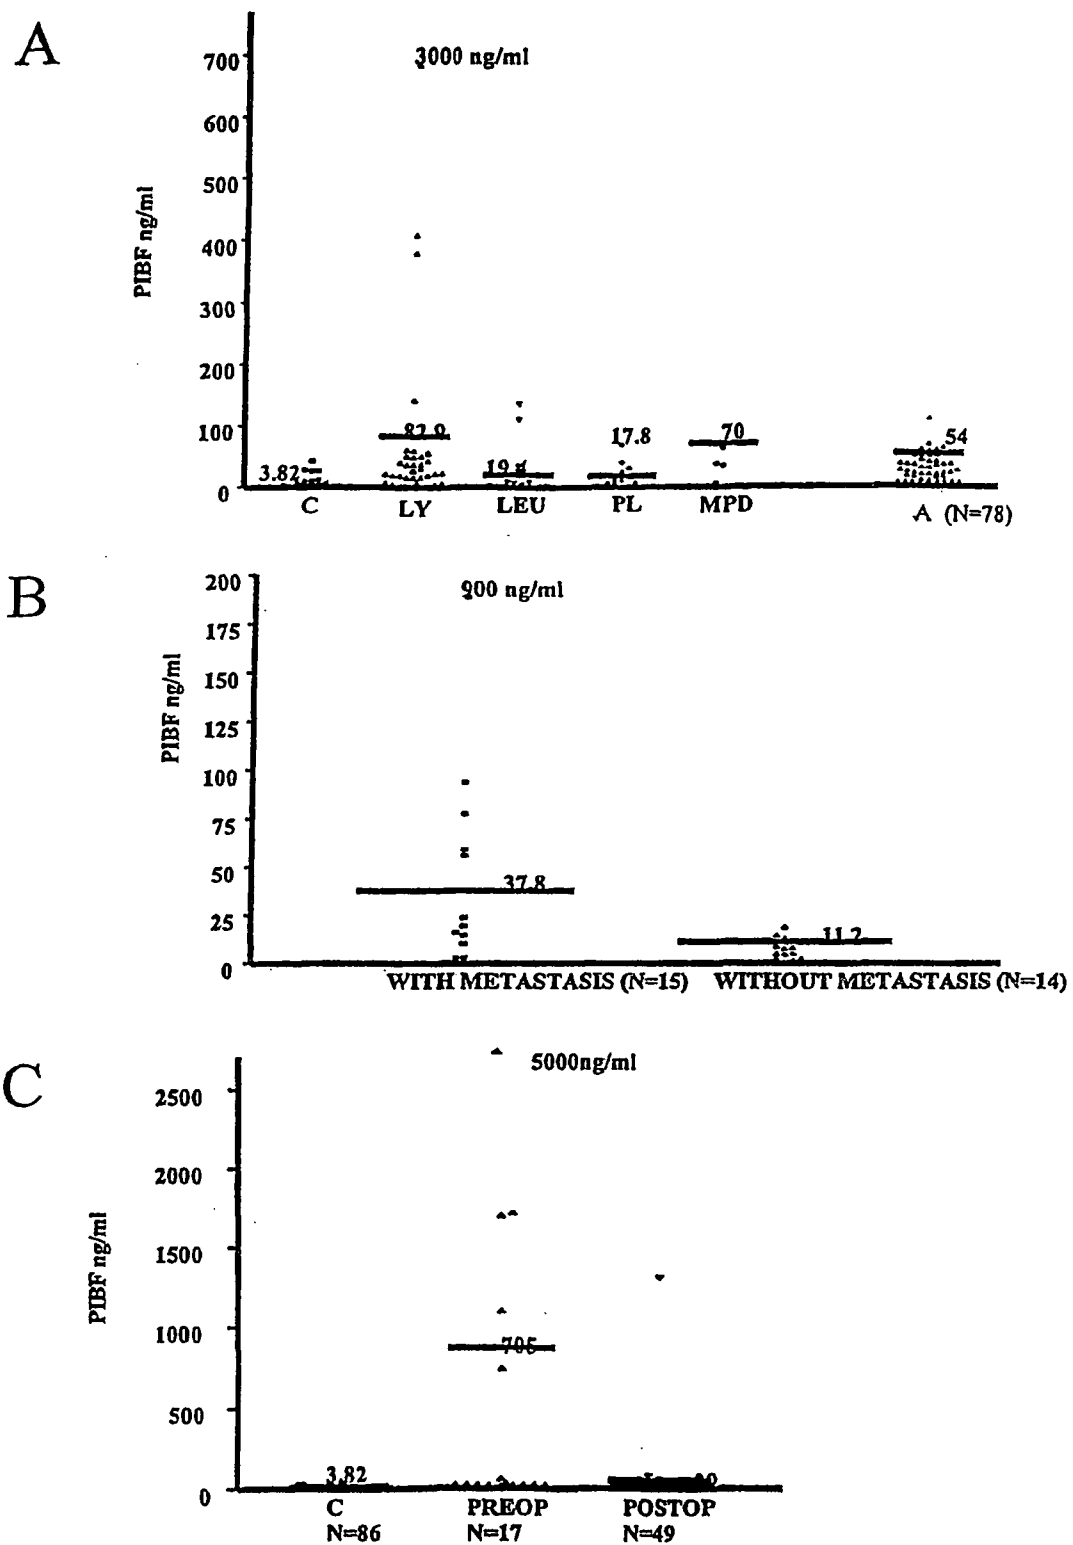 A
3000 ng/ml
700
600
500
400
300
200
100
0
PIBF ng/ml
3.82
17.8
70
54
C
LY
LEU
PL
MPD
A (N=78)
B
900 ng/ml
200
175
150
125
100
75
50
25
0
PIBF ng/ml
37.8
WITH METASTASIS (N=15)
WITHOUT METASTASIS (N=14)
C
5000ng/ml
2500
2000
1500
1000
500
0
PIBF ng/ml
3.82
705
C
N=86
PREOP
N=17
POSTOP
N=49